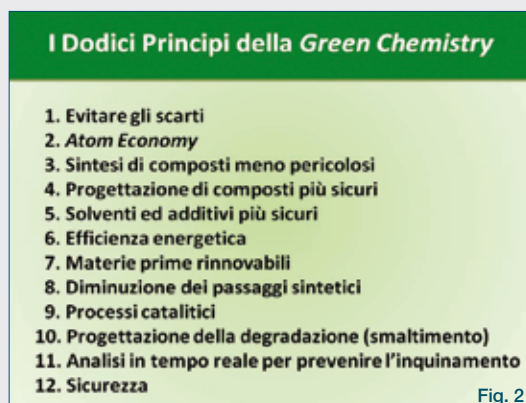 I Dodici Principi della Green Chemistry
1. Evitare gli scarti
2. Atom Economy
3. Sintesi di composti meno pericolosi
4. Progettazione di composti più sicuri
5. Solventi ed additivi più sicuri
6. Efficienza energetica
7. Materie prime rinnovabili
8. Diminuzione dei passaggi sintetici
9. Processi catalitici
10. Progettazione della degradazione (smaltimento)
11. Analisi in tempo reale per prevenire l'inquinamento
12. Sicurezza
Fig. 2